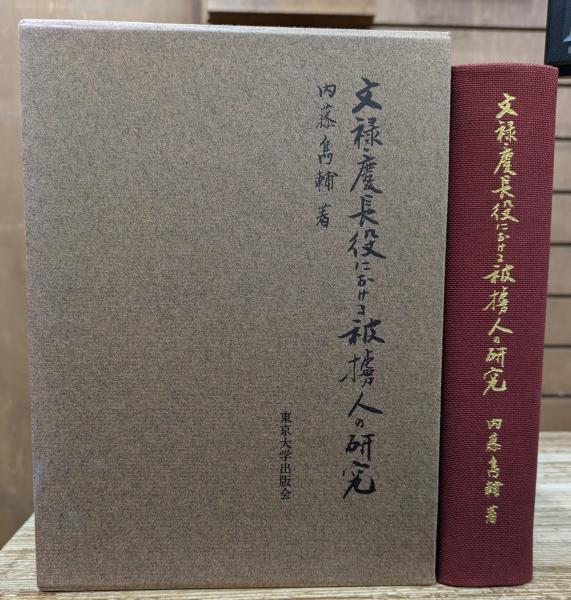 文禄・慶長役における被擄人の研究
内藤雋輔 著
東京大学出版会
文禄・慶長役における被擄人の研究
内藤雋輔 著